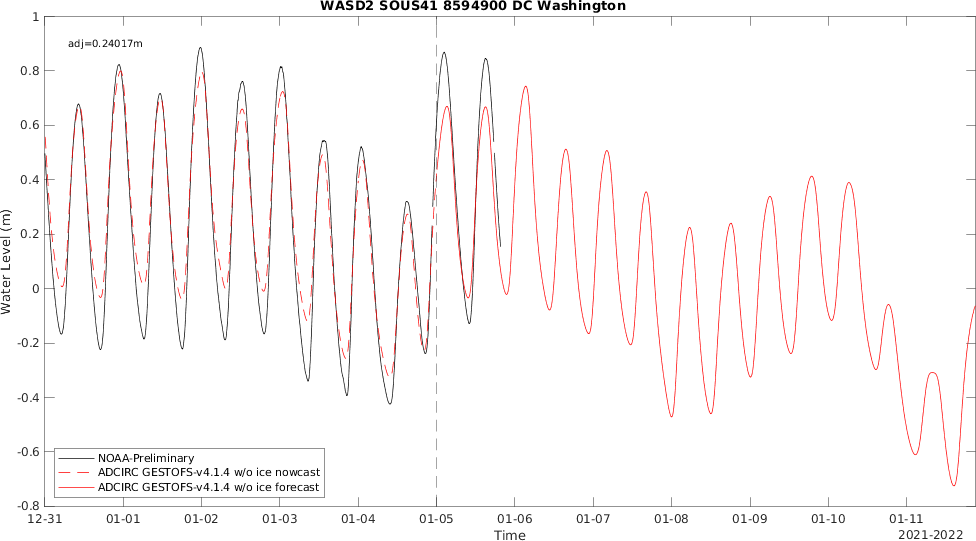 WASD2 SOUS41 8594900 DC Washington
adj=0.24017m
1
0.8
0.6
0.4
0.2
0
-0.2
-0.4
-0.6
-0.8
Water Level (m)
NOAA-Preliminary
ADCIRC GESTOFS-v4.1.4 w/o ice nowcast
ADCIRC GESTOFS-v4.1.4 w/o ice forecast
12-31 01-01 01-02 01-03 01-04 01-05 01-06 01-07 01-08 01-09 01-10 01-11
Time
2021-2022